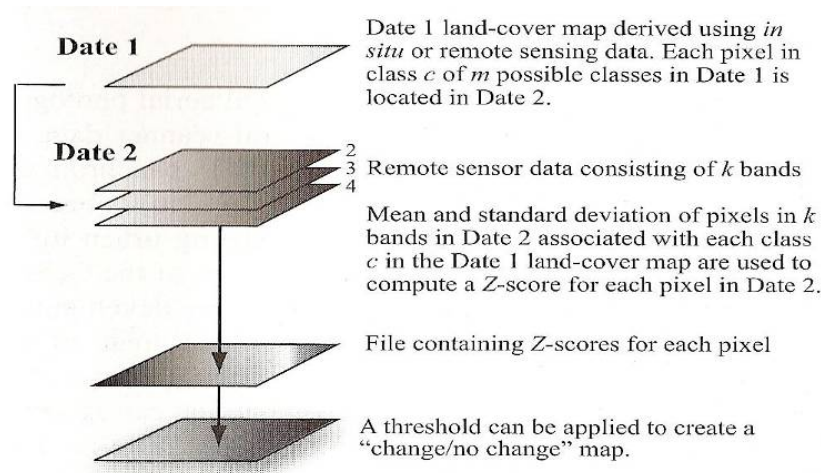 Date 1
Date 1 land-cover map derived using in
situ or remote sensing data. Each pixel in
class c of m possible classes in Date 1 is
located in Date 2.
Date 2
2
3
4
Remote sensor data consisting of k bands
Mean and standard deviation of pixels in k
bands in Date 2 associated with each class
c in the Date 1 land-cover map are used to
compute a Z-score for each pixel in Date 2.
File containing Z-scores for each pixel
A threshold can be applied to create a
“change/no change” map.